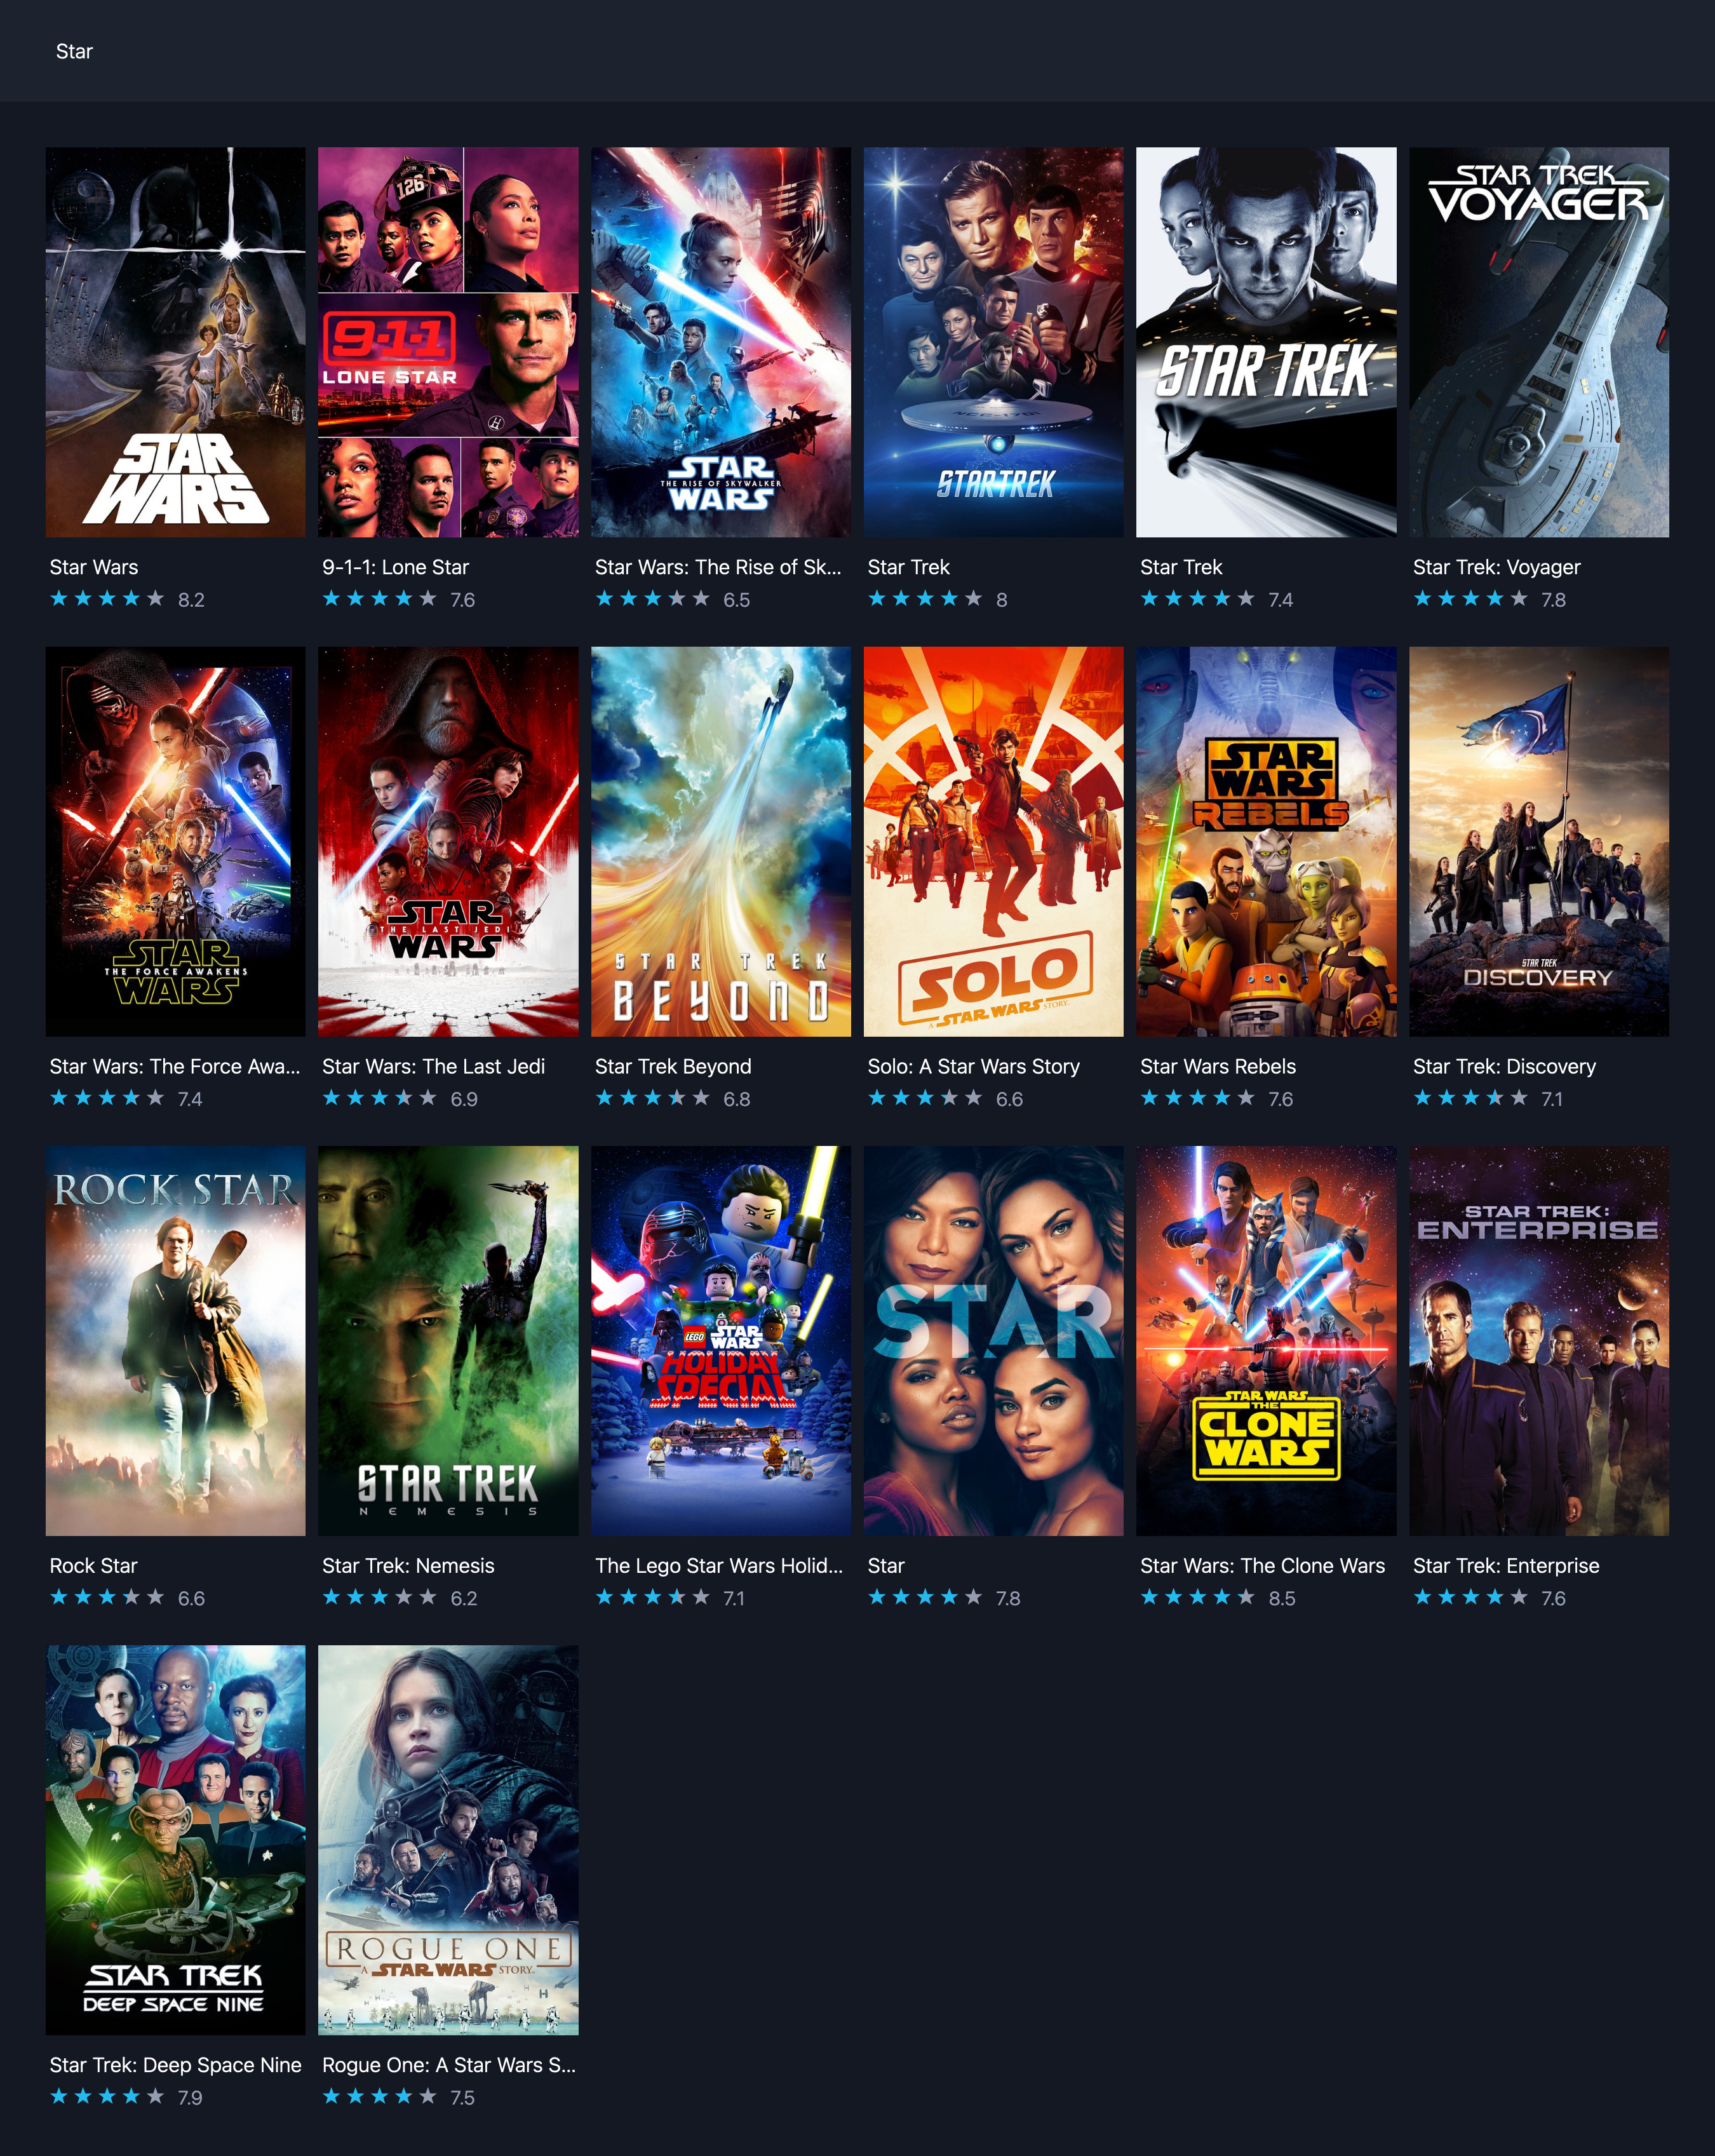 Star
AUSTIN
126
STAR
WARS
9-1-1
LONE STAR
STAR
THE RISE OF SKYWALKER
WARS
NCC-1701
STAR TREK
STAR TREK
STAR TREK
VOYAGER
Star Wars
8.2
9-1-1: Lone Star
7.6
Star Wars: The Rise of Sk...
6.5
Star Trek
8
Star Trek
7.4
Star Trek: Voyager
7.8
STAR
THE FORCE AWAKENS
WARS
STAR
THE LAST JEDI
WARS
STAR TREK
BEYOND
SOLO
A STAR WARS STORY
STAR
WARS
REBELS
STAR TREK
DISCOVERY
Star Wars: The Force Awa...
7.4
Star Wars: The Last Jedi
6.9
Star Trek Beyond
6.8
Solo: A Star Wars Story
6.6
Star Wars Rebels
7.6
Star Trek: Discovery
7.1
ROCK STAR
STAR TREK
NEMESIS
LEGO STAR
WARS
HOLIDAY
SPECIAL
STAR
STAR WARS
THE
CLONE
WARS
STAR TREK:
ENTERPRISE
Rock Star
6.6
Star Trek: Nemesis
6.2
The Lego Star Wars Holid...
7.1
Star
7.8
Star Wars: The Clone Wars
8.5
Star Trek: Enterprise
7.6
STAR TREK
DEEP SPACE NINE
ROGUE ONE
A STAR WARS STORY
Star Trek: Deep Space Nine
7.9
Rogue One: A Star Wars S...
7.5